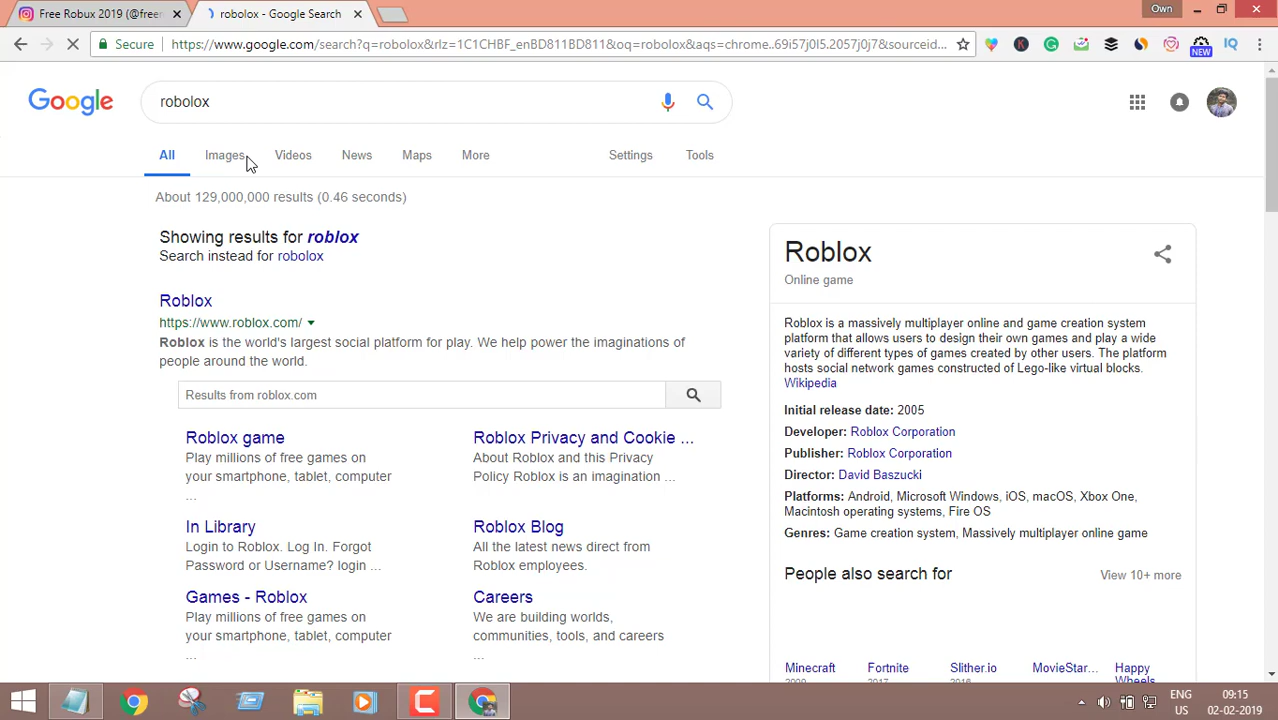 Free Robux 2019 (@freer
robolox - Google Search
Own
Secure
https://www.google.com/search?q=robolox&rlz=1C1CHBF_enBD811BD811&oq=robolox&aqs=chrome..69i57j0l5.2057j0j7&sourceid...
NEW
Google
robolox
All
Images
Videos
News
Maps
More
Settings
Tools
About 129,000,000 results (0.46 seconds)
Showing results for roblox
Search instead for robolox
Roblox
https://www.roblox.com/
Roblox is the world's largest social platform for play. We help power the imaginations of
people around the world.
Results from roblox.com
Roblox game
Play millions of free games on
your smartphone, tablet, computer
...
Roblox Privacy and Cookie ...
About Roblox and this Privacy
Policy Roblox is an imagination ...
In Library
Login to Roblox. Log In. Forgot
Password or Username? login ...
Roblox Blog
All the latest news direct from
Roblox employees.
Games - Roblox
Play millions of free games on
your smartphone, tablet, computer
...
Careers
We are building worlds,
communities, tools, and careers
...
Roblox
Online game
Roblox is a massively multiplayer online and game creation system
platform that allows users to design their own games and play a wide
variety of different types of games created by other users. The platform
hosts social network games constructed of Lego-like virtual blocks.
Wikipedia
Initial release date: 2005
Developer: Roblox Corporation
Publisher: Roblox Corporation
Director: David Baszucki
Platforms: Android, Microsoft Windows, iOS, macOS, Xbox One,
Macintosh operating systems, Fire OS
Genres: Game creation system, Massively multiplayer online game
People also search for
View 10+ more
Minecraft
Fortnite
Slither.io
MovieStar...
Happy
Wheels
ENG
US
09:15
02-02-2019